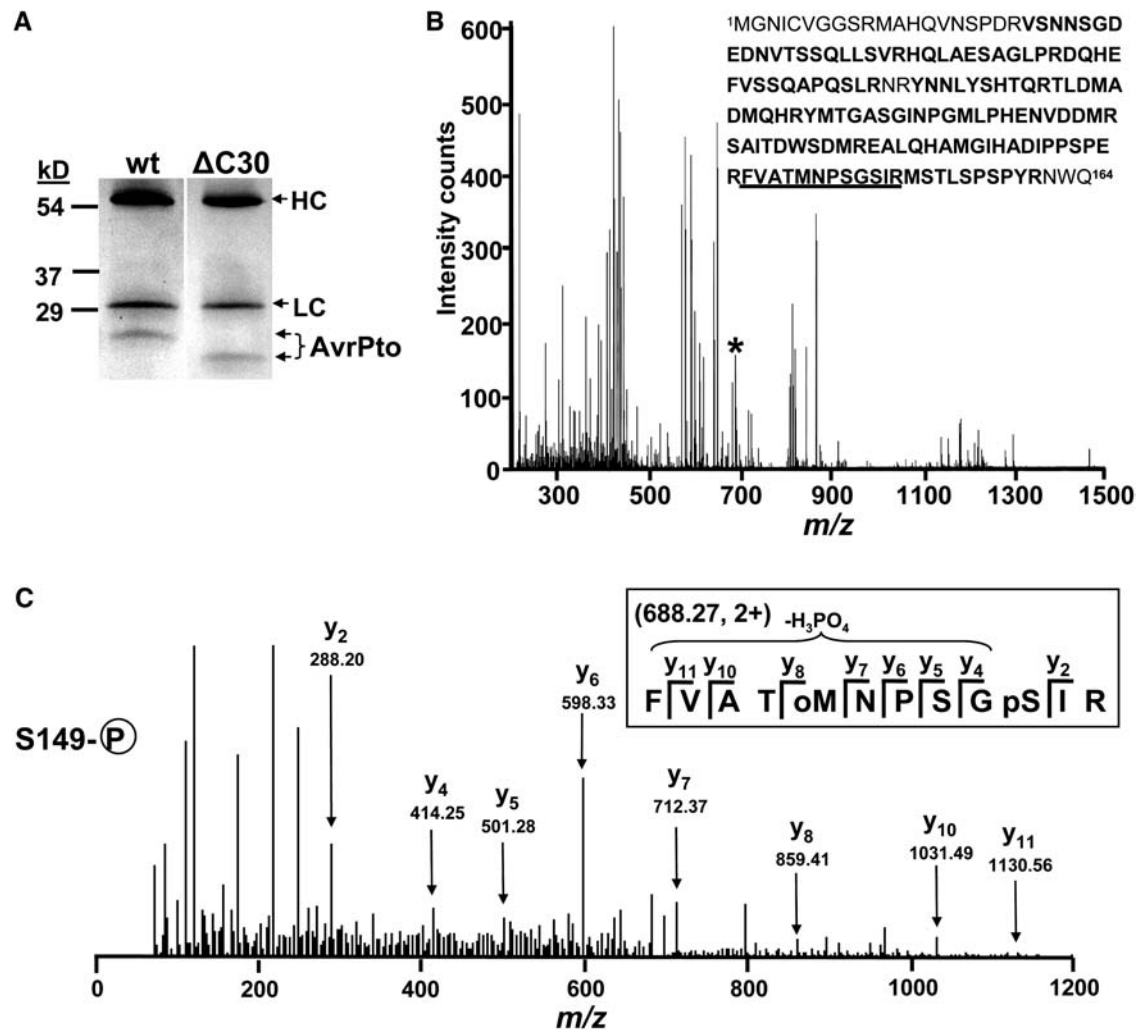 A
kD
wt ΔC30
54
37
29
HC
LC
AvrPto
B
Intensity counts
600
500
400
300
200
100
0
300 500 700 900 1100 1300 1500
m/z
*
¹MGNICVGGSRMAHQVNSPDRVSNNSGD
EDNVTSSQLLSVRHQLAESAGLPRDQHE
FVSSQAPQSLRNRYNNLYSHTQRTLDMA
DMQHRYMTGASGINPGMLPHENVDDMR
SAITDWSDMREALQHAMGIHADIPPSPE
RFVATMNPSGSIRMSTLSPSPYRNWQ¹⁶⁴
C
S149-P
(688.27, 2+) -H₃PO₄
y₁₁ y₁₀ y₈ y₇ y₆ y₅ y₄ y₂
F V A T oM N P S G pS I R
y₂
288.20
y₄
414.25
y₅
501.28
y₆
598.33
y₇
712.37
y₈
859.41
y₁₀
1031.49
y₁₁
1130.56
0 200 400 600 800 1000 1200
m/z